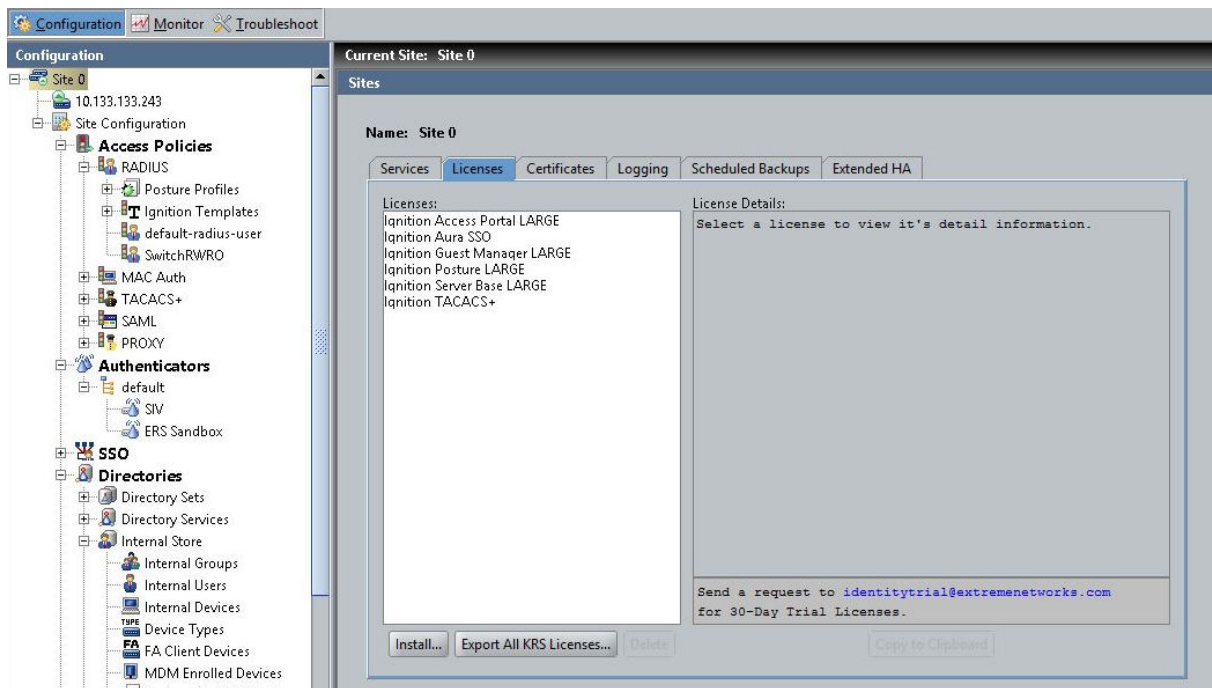 Configuration Monitor Troubleshoot
Configuration
Site 0
10.133.133.243
Site Configuration
Access Policies
RADIUS
Posture Profiles
Ignition Templates
default-radius-user
SwitchRWRO
MAC Auth
TACACS+
SAML
PROXY
Authenticators
default
SIV
ERS Sandbox
SSO
Directories
Directory Sets
Directory Services
Internal Store
Internal Groups
Internal Users
Internal Devices
TYPE Device Types
FA FA Client Devices
MDM Enrolled Devices
Current Site: Site 0
Sites
Name: Site 0
Services Licenses Certificates Logging Scheduled Backups Extended HA
Licenses:
Ignition Access Portal LARGE
Ignition Aura SSO
Ignition Guest Manager LARGE
Ignition Posture LARGE
Ignition Server Base LARGE
Ignition TACACS+
Install... Export All KRS Licenses... Delete
License Details:
Select a license to view it's detail information.
Send a request to identitytrial@extremenetworks.com
for 30-Day Trial Licenses.
Copy to Clipboard